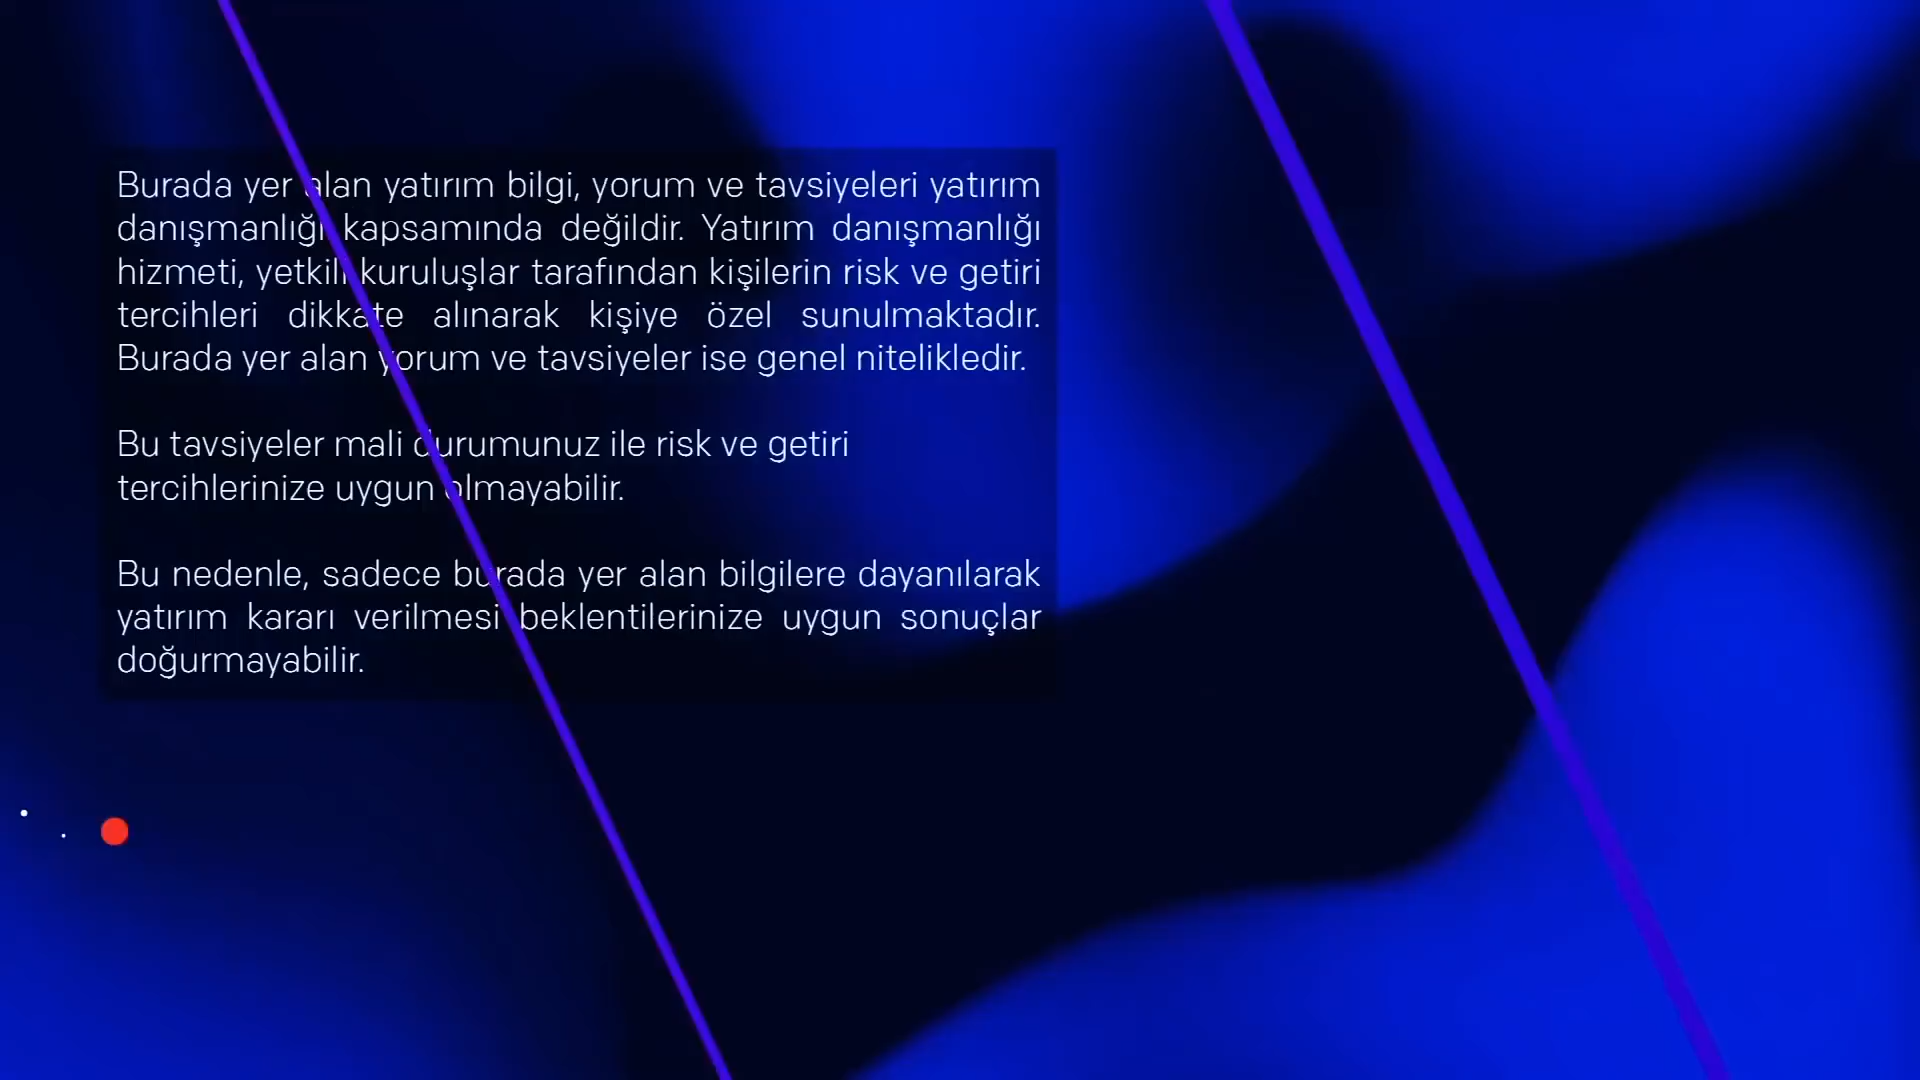 Burada yer alan yatırım bilgi, yorum ve tavsiyeleri yatırım
danışmanlığı kapsamında değildir. Yatırım danışmanlığı
hizmeti, yetkili kuruluşlar tarafından kişilerin risk ve getiri
tercihleri dikkate alınarak kişiye özel sunulmaktadır.
Burada yer alan yorum ve tavsiyeler ise genel nitelikledir.
Bu tavsiyeler mali durumunuz ile risk ve getiri
tercihlerinize uygun olmayabilir.
Bu nedenle, sadece burada yer alan bilgilere dayanılarak
yatırım kararı verilmesi beklentilerinize uygun sonuçlar
doğurmayabilir.